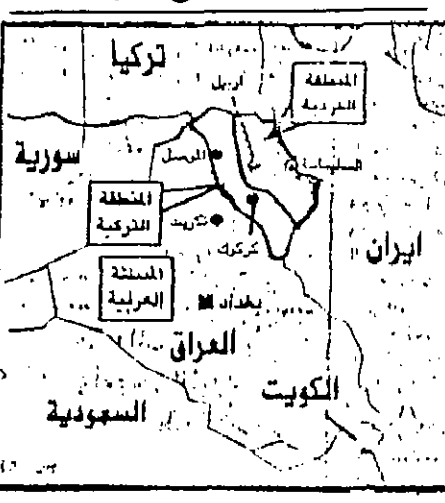 تركيا
اربيل
المنطقة
الكردية
سورية
الموصل
السليمانية
المنطقة
التركية
تكريت
كركوك
ايران
المنطقة
العربية
بغداد
العراق
الكويت
السعودية